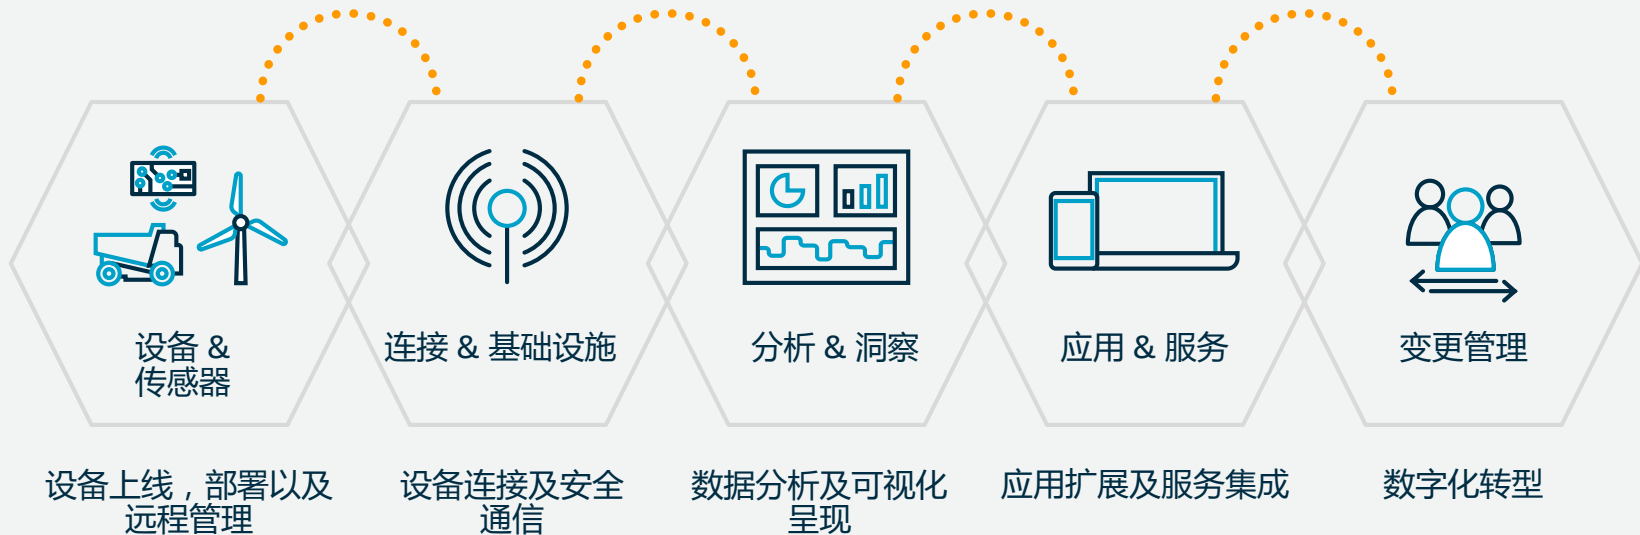 设备 &
传感器
连接 & 基础设施
分析 & 洞察
应用 & 服务
变更管理
设备上线，部署以及
远程管理
设备连接及安全
通信
数据分析及可视化
呈现
应用扩展及服务集成
数字化转型